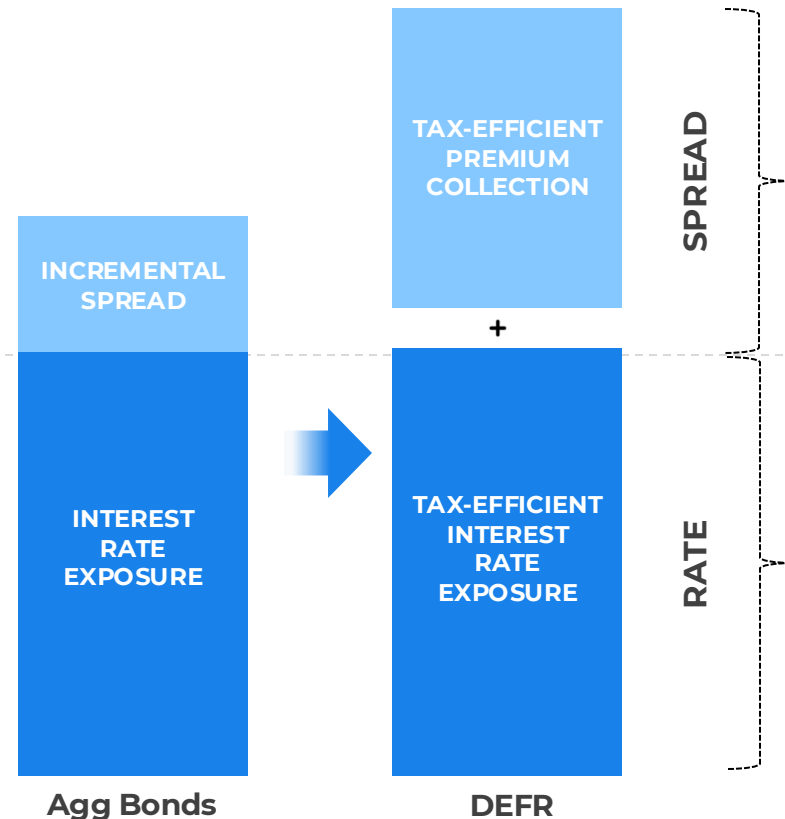 TAX-EFFICIENT
PREMIUM
COLLECTION
SPREAD
INCREMENTAL
SPREAD
+
INTEREST
RATE
EXPOSURE
TAX-EFFICIENT
INTEREST
RATE
EXPOSURE
RATE
Agg Bonds
DEFR